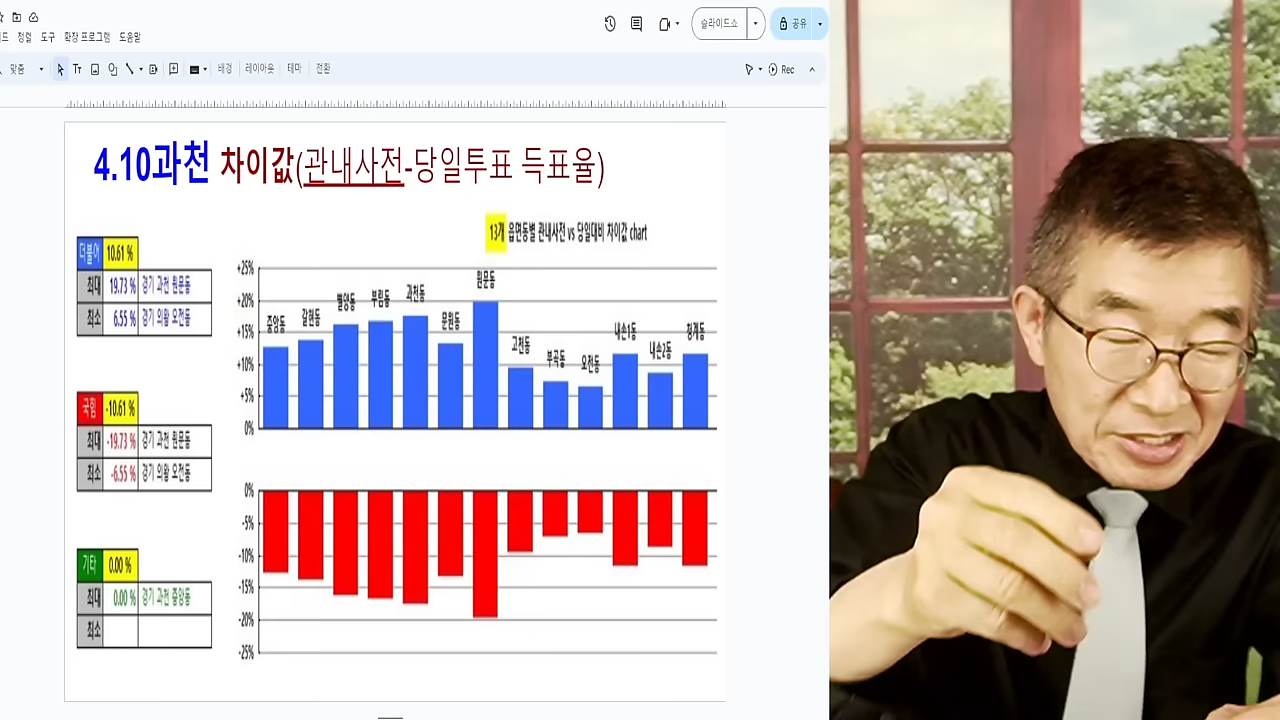 드 정렬 도구 확장 프로그램 도움말
슬라이드쇼
공유
맞춤
Tт
배경 레이아웃 테마 전환
Rec
4.10과천 차이값(관내사전-당일투표 득표율)
13개 읍면동별 관내사전 vs 당일대비 차이값 chart
더불어 10.61 %
최대 19.73 % 경기 과천 원문동
최소 6.55 % 경기 의왕 오전동
국힘 -10.61 %
최대 -19.73 % 경기 과천 원문동
최소 -6.55 % 경기 의왕 오전동
기타 0.00 %
최대 0.00 % 경기 과천 중앙동
최소
+25%
+20%
+15%
+10%
+5%
0%
중앙동
갈현동
별양동
부림동
과천동
문원동
원문동
고천동
부곡동
오전동
내손1동
내손2동
청계동
0%
-5%
-10%
-15%
-20%
-25%